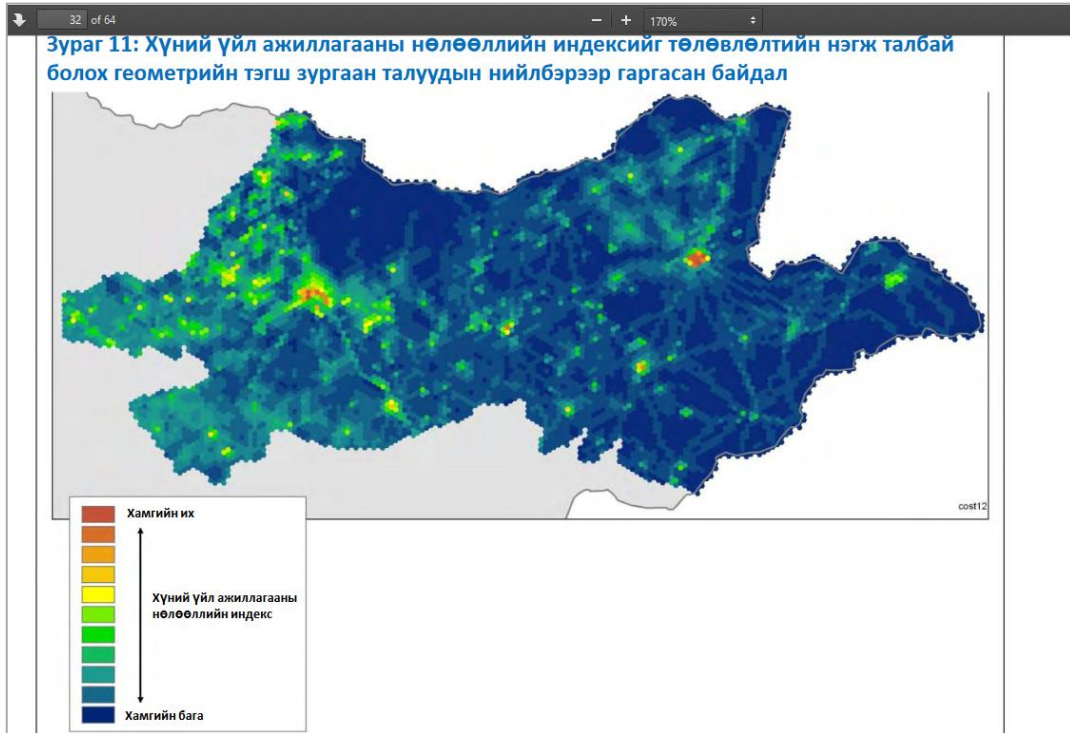 32 of 64
170%
Зураг 11: Хүний үйл ажиллагааны нөлөөллийн индексийг төлөвлөлтийн нэгж талбай
болох геометрийн тэгш зургаан талуудын нийлбэрээр гаргасан байдал
cost12
Хамгийн их
Хүний үйл ажиллагааны
нөлөөллийн индекс
Хамгийн бага